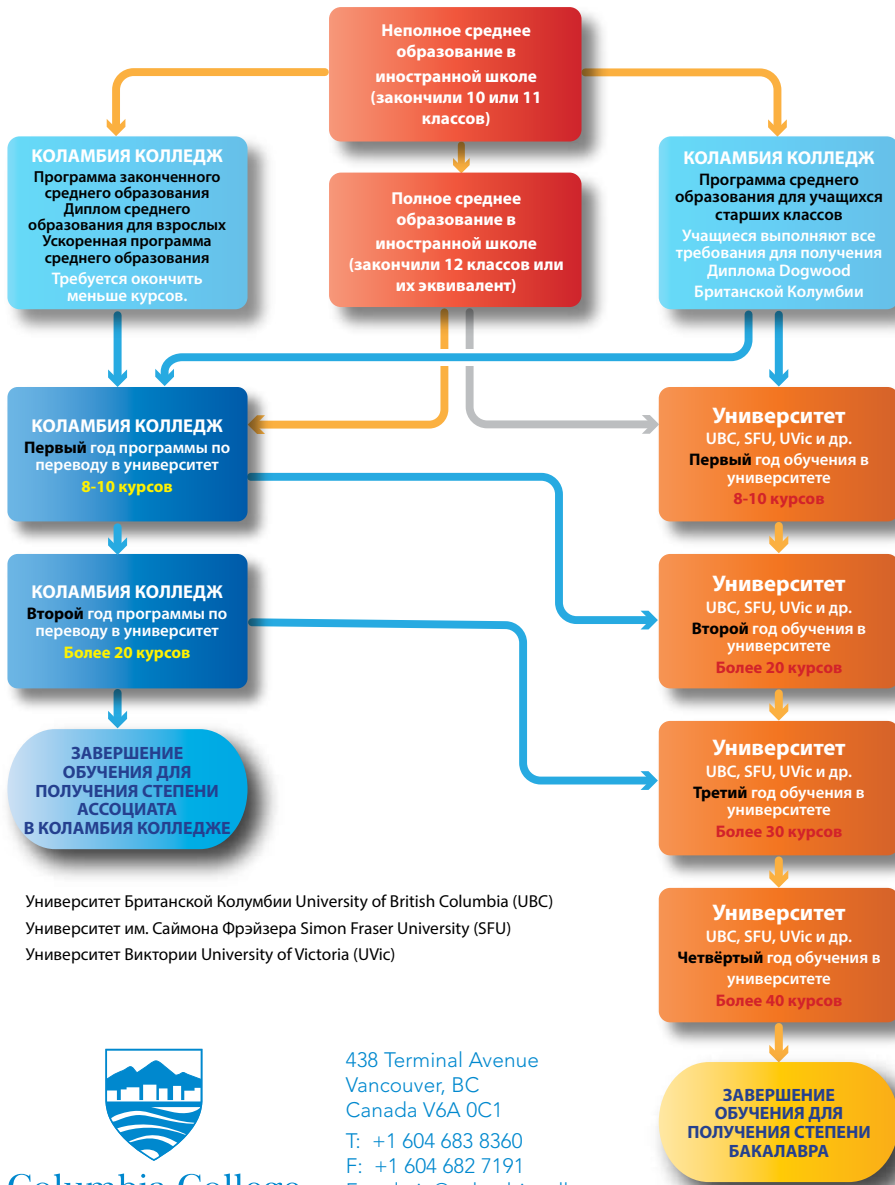 Неполное среднее
образование в
иностранной школе
(закончили 10 или 11
классов)
КОЛАМБИЯ КОЛЛЕДЖ
Программа законченного
среднего образования
Диплом среднего
образования для взрослых
Ускоренная программа
среднего образования
Требуется окончить
меньше курсов.
Полное среднее
образование в
иностранной школе
(закончили 12 классов или
их эквивалент)
КОЛАМБИЯ КОЛЛЕДЖ
Программа среднего
образования для учащихся
старших классов
Учащиеся выполняют все
требования для получения
Диплома Dogwood
Британской Колумбии
КОЛАМБИЯ КОЛЛЕДЖ
Первый год программы по
переводу в университет
8-10 курсов
Университет
UBC, SFU, UVic и др.
Первый год обучения в
университете
8-10 курсов
КОЛАМБИЯ КОЛЛЕДЖ
Второй год программы по
переводу в университет
Более 20 курсов
Университет
UBC, SFU, UVic и др.
Второй год обучения в
университете
Более 20 курсов
ЗАВЕРШЕНИЕ
ОБУЧЕНИЯ ДЛЯ
ПОЛУЧЕНИЯ СТЕПЕНИ
АССОЦИАТА
В КОЛАМБИЯ КОЛЛЕДЖЕ
Университет
UBC, SFU, UVic и др.
Третий год обучения в
университете
Более 30 курсов
Университет Британской Колумбии University of British Columbia (UBC)
Университет им. Саймона Фрэйзера Simon Fraser University (SFU)
Университет Виктории University of Victoria (UVic)
Университет
UBC, SFU, UVic и др.
Четвёртый год обучения в
университете
Более 40 курсов
ЗАВЕРШЕНИЕ
ОБУЧЕНИЯ ДЛЯ
ПОЛУЧЕНИЯ СТЕПЕНИ
БАКАЛАВРА
Columbia College
438 Terminal Avenue
Vancouver, BC
Canada V6A 0C1
T: +1 604 683 8360
F: +1 604 682 7191